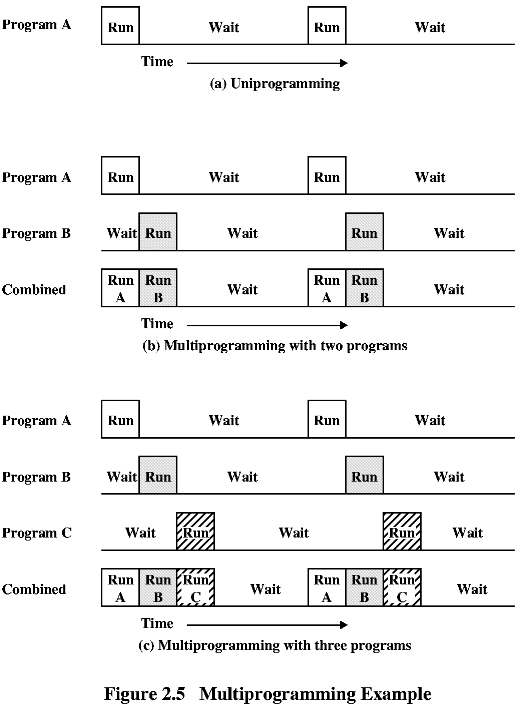 Program A Run Wait Run Wait
Time
(a) Uniprogramming
Program A Run Wait Run Wait
Program B Wait Run Wait Run Wait
Combined Run A Run B Wait Run A Run B Wait
Time
(b) Multiprogramming with two programs
Program A Run Wait Run Wait
Program B Wait Run Wait Run Wait
Program C Wait Run Wait Run Wait
Combined Run A Run B Run C Wait Run A Run B Run C Wait
Time
(c) Multiprogramming with three programs
Figure 2.5 Multiprogramming Example